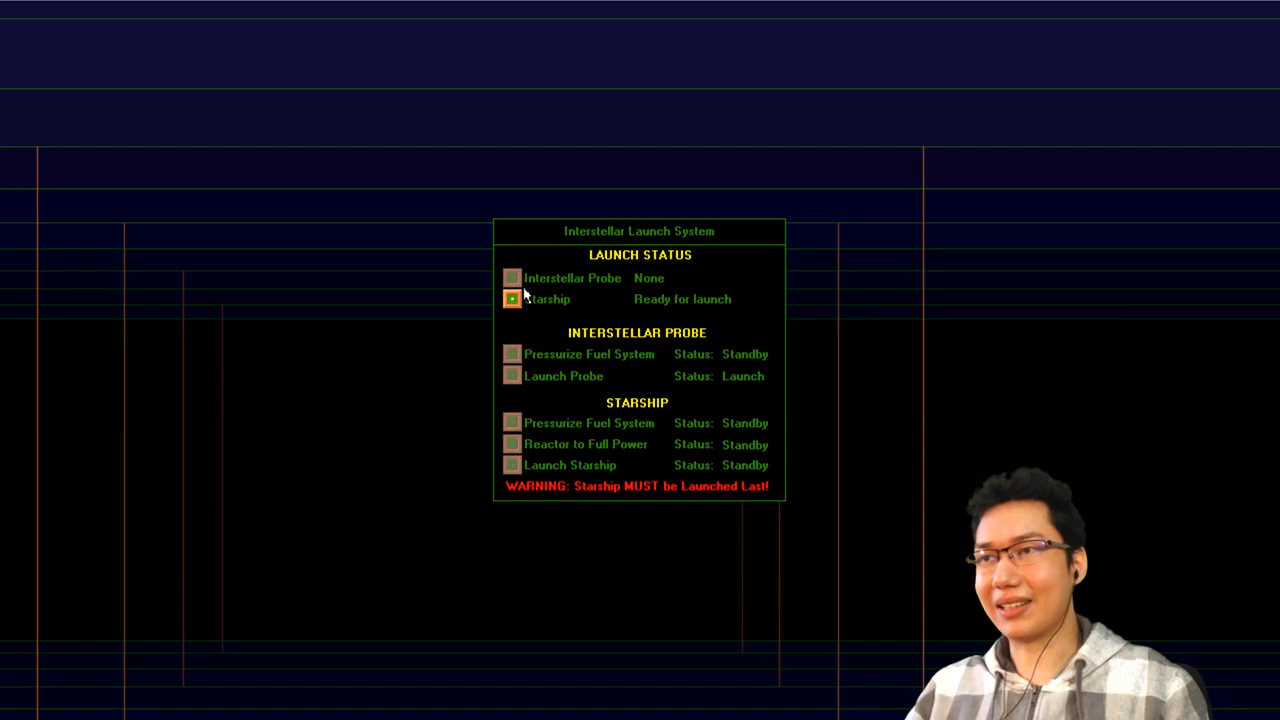 Interstellar Launch System
LAUNCH STATUS
Interstellar Probe None
Starship Ready for launch
INTERSTELLAR PROBE
Pressurize Fuel System Status: Standby
Launch Probe Status: Launch
STARSHIP
Pressurize Fuel System Status: Standby
Reactor to Full Power Status: Standby
Launch Starship Status: Standby
WARNING: Starship MUST be Launched Last!